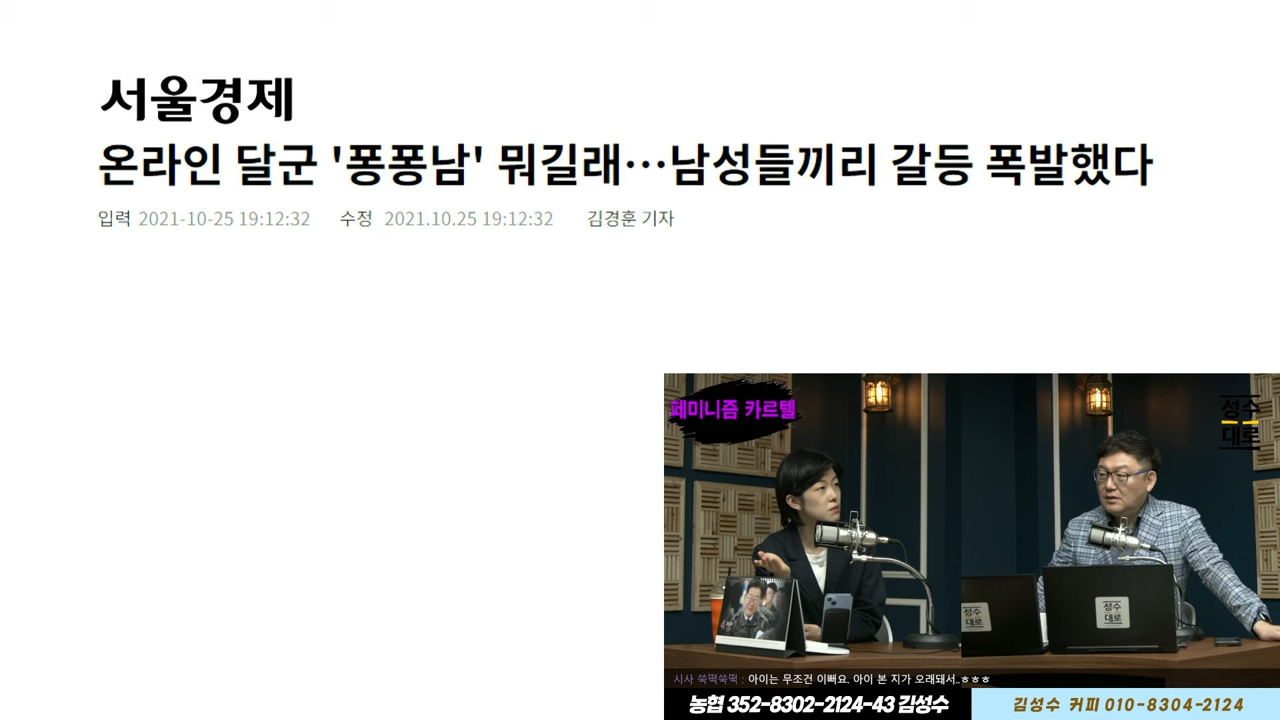 서울경제
온라인 달군 '퐁퐁남' 뭐길래…남성들끼리 갈등 폭발했다
입력 2021-10-25 19:12:32 수정 2021.10.25 19:12:32 김경훈 기자
페미니즘 카르텔
성수
대로
성수
대로
성수
대로
시사 쑥떡쑥떡 : 아이는 무조건 이뻐요. 아이 본 지가 오래돼서..ㅎㅎㅎ
농협 352-8302-2124-43 김성수
김성수 커피 010-8304-2124